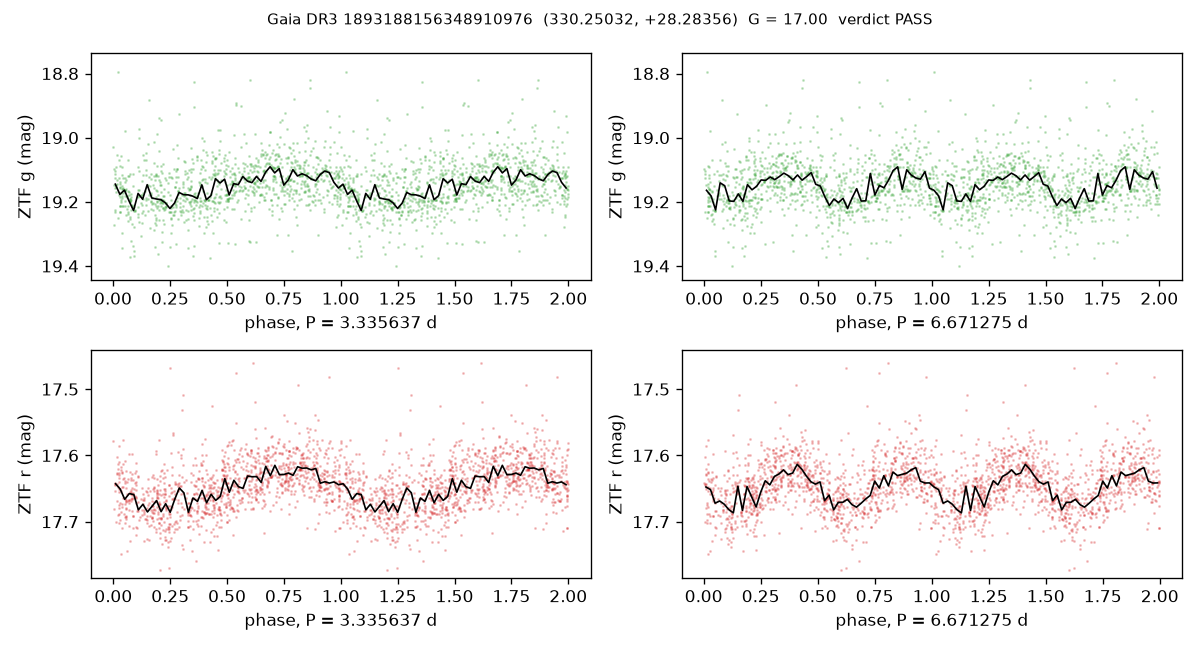 Gaia DR3 1893188156348910976  (330.25032, +28.28356)  G = 17.00  verdict PASS
ZTF g (mag)
18.8
19.0
19.2
19.4
0.00 0.25 0.50 0.75 1.00 1.25 1.50 1.75 2.00
phase, P = 3.335637 d
ZTF g (mag)
18.8
19.0
19.2
19.4
0.00 0.25 0.50 0.75 1.00 1.25 1.50 1.75 2.00
phase, P = 6.671275 d
ZTF r (mag)
17.5
17.6
17.7
0.00 0.25 0.50 0.75 1.00 1.25 1.50 1.75 2.00
phase, P = 3.335637 d
ZTF r (mag)
17.5
17.6
17.7
0.00 0.25 0.50 0.75 1.00 1.25 1.50 1.75 2.00
phase, P = 6.671275 d